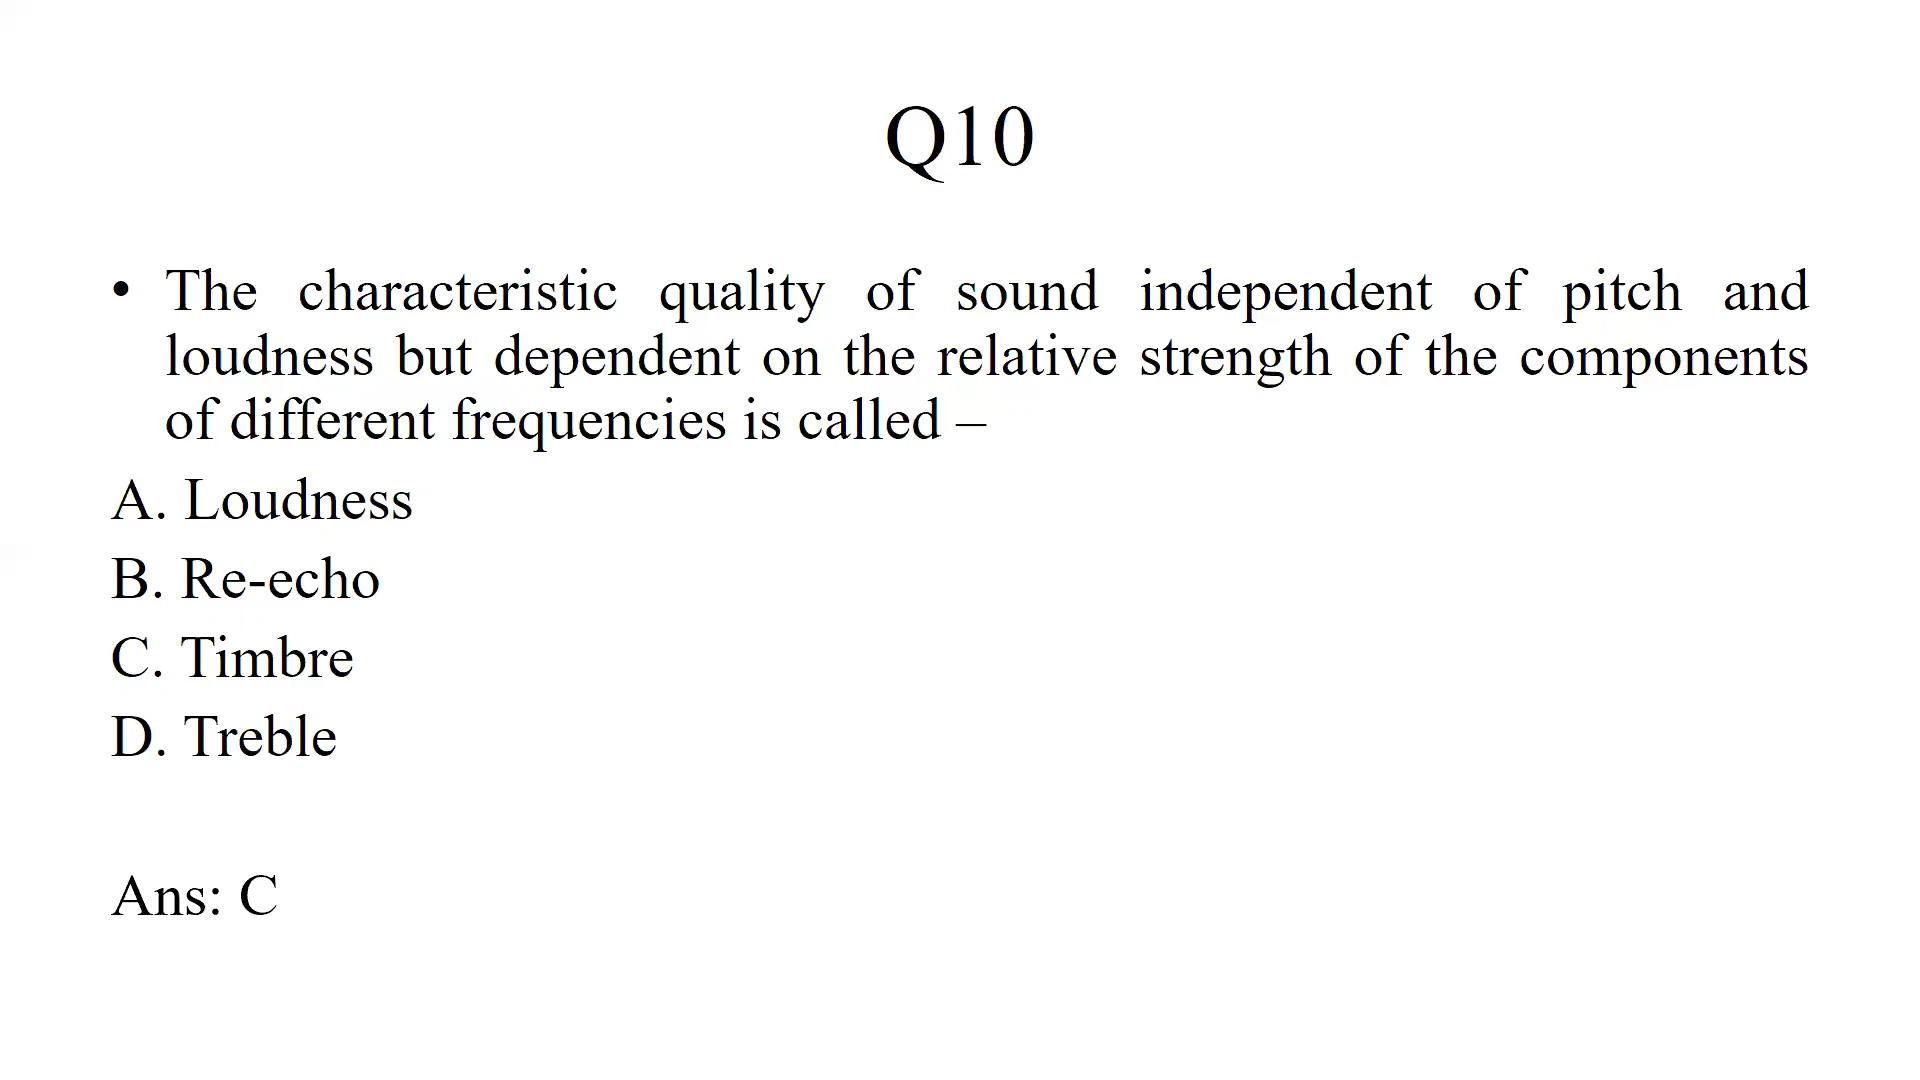 Q10
• The characteristic quality of sound independent of pitch and
loudness but dependent on the relative strength of the components
of different frequencies is called –
A. Loudness
B. Re-echo
C. Timbre
D. Treble
Ans: C